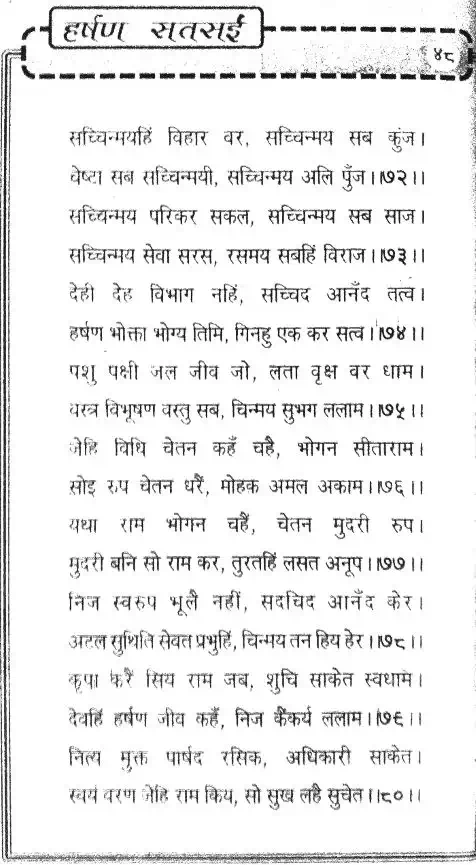 हर्षण सतसई
४८
सच्चिन्मयहिं विहार वर, सच्चिन्मय सब कुंज।
चेष्टा सब सच्चिन्मयी, सच्चिन्मय अलि पुँज।।७२।।
सच्चिन्मय परिकर सकल, सच्चिन्मय सब साज।
सच्चिन्मय सेवा सरस, रसमय सबहिं विराज।।७३।।
देही देह विभाग नहिं, सच्चिद आनँद तत्व।
हर्षण भोक्ता भोग्य तिमि, गिनहु एक कर सत्व।।७४।।
पशु पक्षी जल जीव जो, लता वृक्ष वर धाम।
वस्त्र विभूषण वस्तु सब, चिन्मय सुभग ललाम।।७५।।
जेहि विधि चेतन कहँ चहै, भोगन सीताराम।
सोइ रुप चेतन धरैं, मोहक अमल अकाम।।७६।।
यथा राम भोगन चहैं, चेतन मुदरी रुप।
मुदरी बनि सो राम कर, तुरतहिं लसत अनूप।।७७।।
निज स्वरुप भूलै नहीं, सदचिद आनँद केर।
अटल सुथिति सेवत प्रभुहिं, चिन्मय तन हिय हेर।।७८।।
कृपा करैं सिय राम जब, शुचि साकेत स्वधाम।
देवहिं हर्षण जीव कहँ, निज कैंकर्य ललाम।।७९।।
नित्य मुक्त पार्षद रसिक, अधिकारी साकेत।
स्वयं वरण जेहि राम किय, सो सुख लहै सुचेत।।८०।।